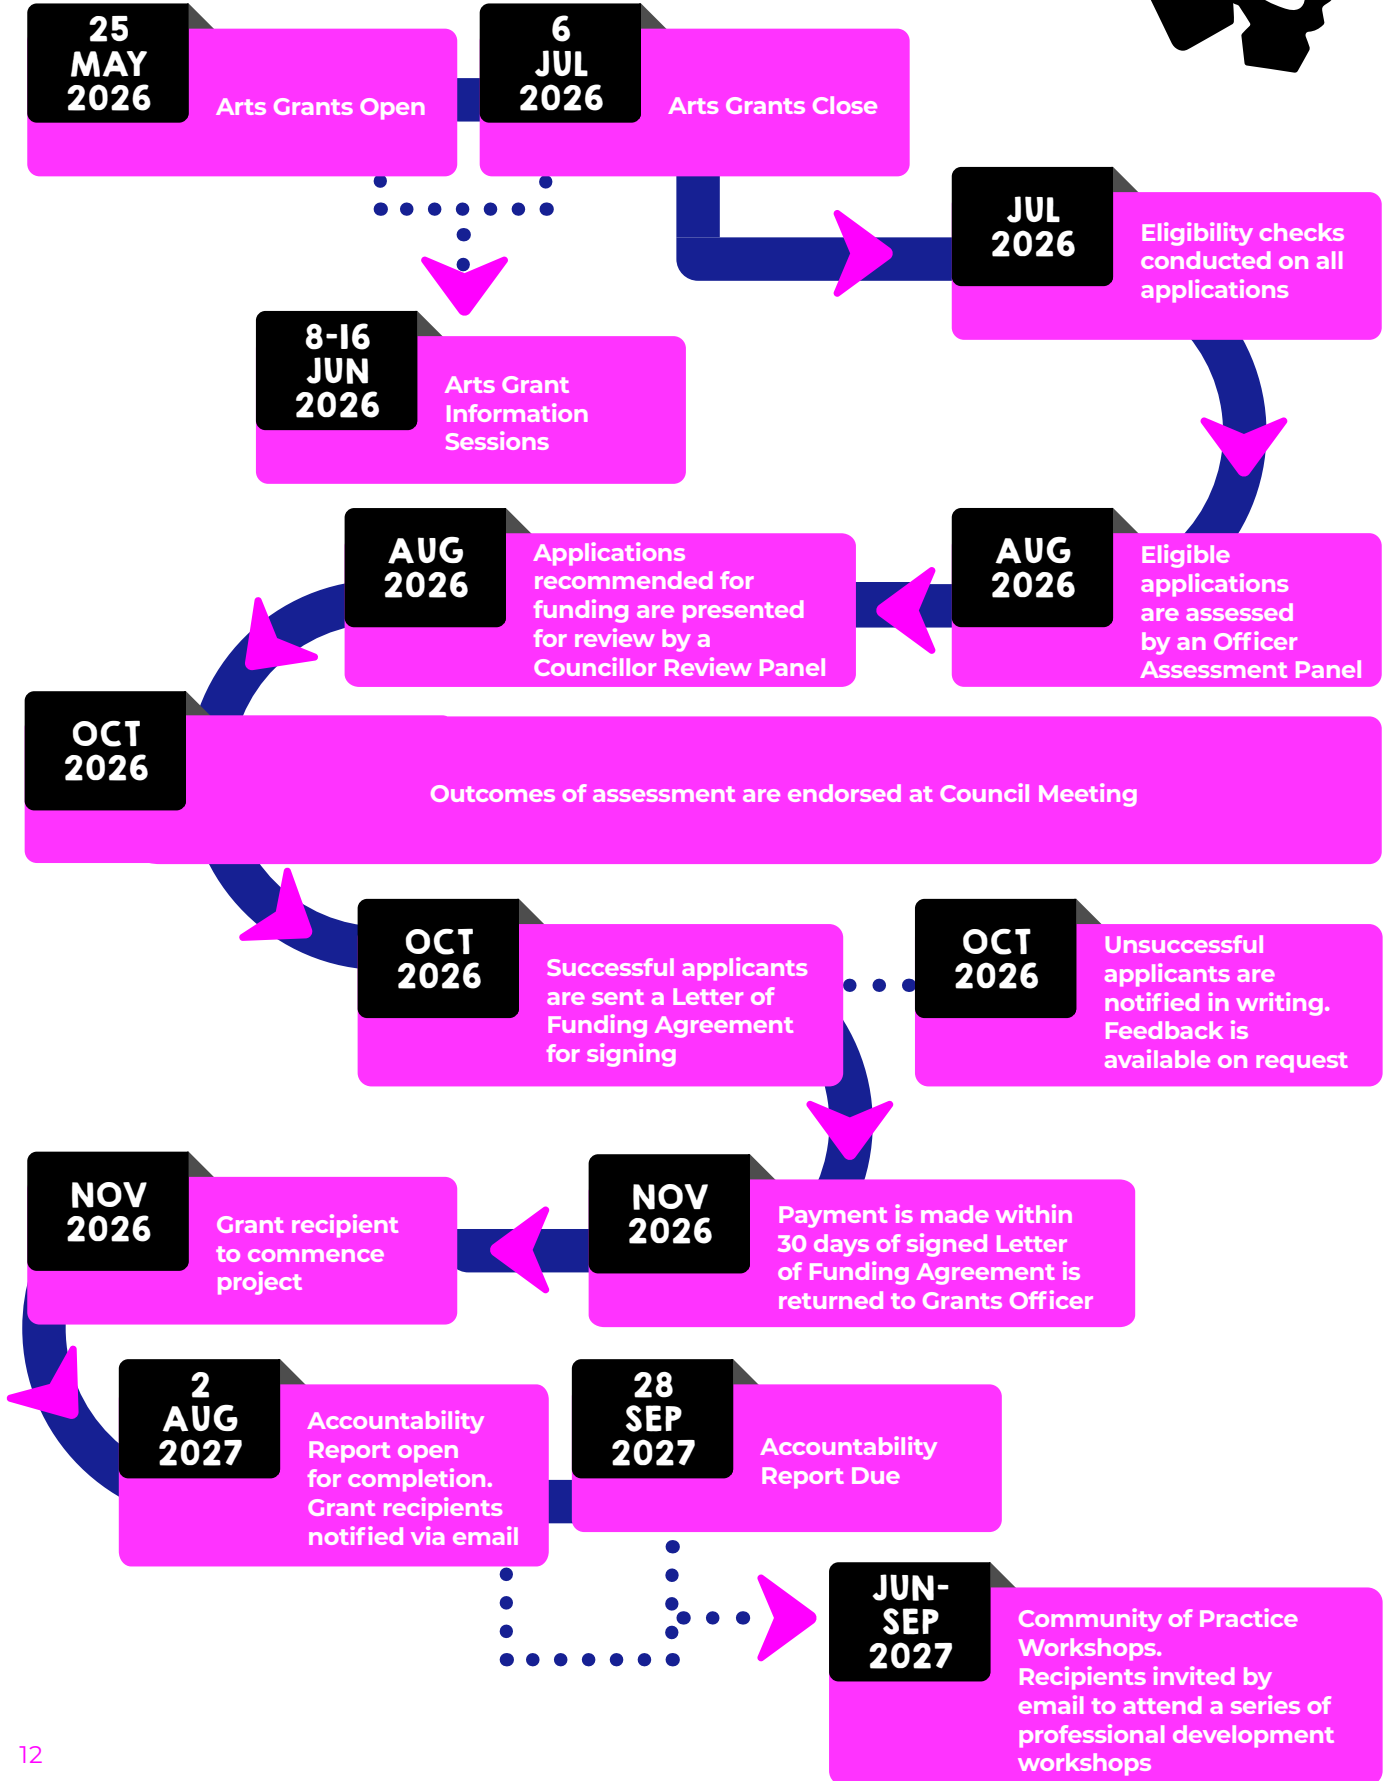 25
MAY
2026
Arts Grants Open
6
JUL
2026
Arts Grants Close
JUL
2026
Eligibility checks
conducted on all
applications
8-16
JUN
2026
Arts Grant
Information
Sessions
AUG
2026
Eligible
applications
are assessed
by an Officer
Assessment Panel
AUG
2026
Applications
recommended for
funding are presented
for review by a
Councillor Review Panel
OCT
2026
Outcomes of assessment are endorsed at Council Meeting
OCT
2026
Successful applicants
are sent a Letter of
Funding Agreement
for signing
OCT
2026
Unsuccessful
applicants are
notified in writing.
Feedback is
available on request
NOV
2026
Payment is made within
30 days of signed Letter
of Funding Agreement is
returned to Grants Officer
NOV
2026
Grant recipient
to commence
project
2
AUG
2027
Accountability
Report open
for completion.
Grant recipients
notified via email
28
SEP
2027
Accountability
Report Due
JUN-
SEP
2027
Community of Practice
Workshops.
Recipients invited by
email to attend a series of
professional development
workshops
12